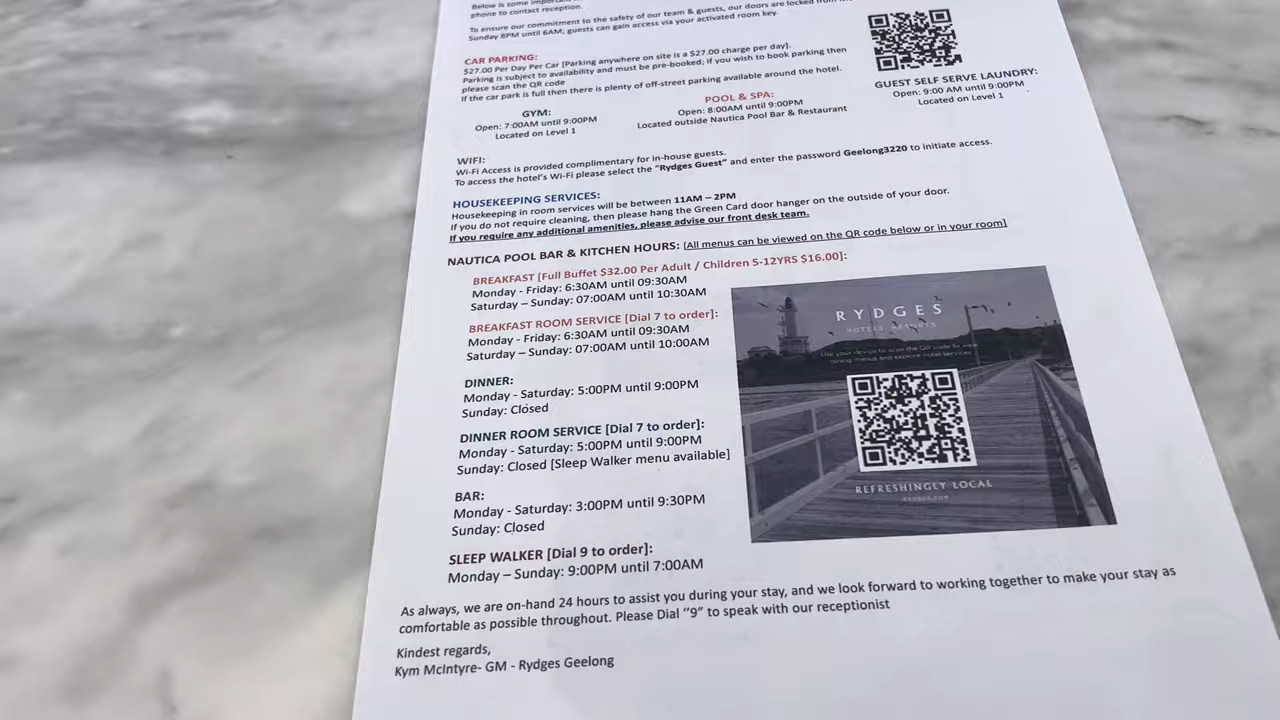 Below is some important
phone to contact reception.
To ensure our commitment to the safety of our team & guests, our doors are locked from
Sunday 8PM until 6AM; guests can gain access via your activated room key.
CAR PARKING:
$27.00 Per Day Per Car [Parking anywhere on site is a $27.00 charge per day].
Parking is subject to availability and must be pre-booked; if you wish to book parking then
please scan the QR code
If the car park is full then there is plenty of off-street parking available around the hotel.
GYM:
Open: 7:00AM until 9:00PM
Located on Level 1
POOL & SPA:
Open: 8:00AM until 9:00PM
Located outside Nautica Pool Bar & Restaurant
GUEST SELF SERVE LAUNDRY:
Open: 9:00 AM until 9:00PM
Located on Level 1
WIFI:
Wi-Fi Access is provided complimentary for in-house guests.
To access the hotel's Wi-Fi please select the "Rydges Guest" and enter the password Geelong3220 to initiate access.
HOUSEKEEPING SERVICES:
Housekeeping in room services will be between 11AM – 2PM
If you do not require cleaning, then please hang the Green Card door hanger on the outside of your door.
If you require any additional amenities, please advise our front desk team.
NAUTICA POOL BAR & KITCHEN HOURS: [All menus can be viewed on the QR code below or in your room]
BREAKFAST [Full Buffet $32.00 Per Adult / Children 5-12YRS $16.00]:
Monday - Friday: 6:30AM until 09:30AM
Saturday – Sunday: 07:00AM until 10:30AM
BREAKFAST ROOM SERVICE [Dial 7 to order]:
Monday - Friday: 6:30AM until 09:30AM
Saturday – Sunday: 07:00AM until 10:00AM
DINNER:
Monday - Saturday: 5:00PM until 9:00PM
Sunday: Closed
DINNER ROOM SERVICE [Dial 7 to order]:
Monday - Saturday: 5:00PM until 9:00PM
Sunday: Closed [Sleep Walker menu available]
BAR:
Monday - Saturday: 3:00PM until 9:30PM
Sunday: Closed
SLEEP WALKER [Dial 9 to order]:
Monday – Sunday: 9:00PM until 7:00AM
RYDGES
HOTELS RESORTS
Use your device to scan the QR code to view
dining menus and explore hotel services
REFRESHINGLY LOCAL
RYDGES.COM
As always, we are on-hand 24 hours to assist you during your stay, and we look forward to working together to make your stay as
comfortable as possible throughout. Please Dial "9" to speak with our receptionist
Kindest regards,
Kym McIntyre- GM - Rydges Geelong